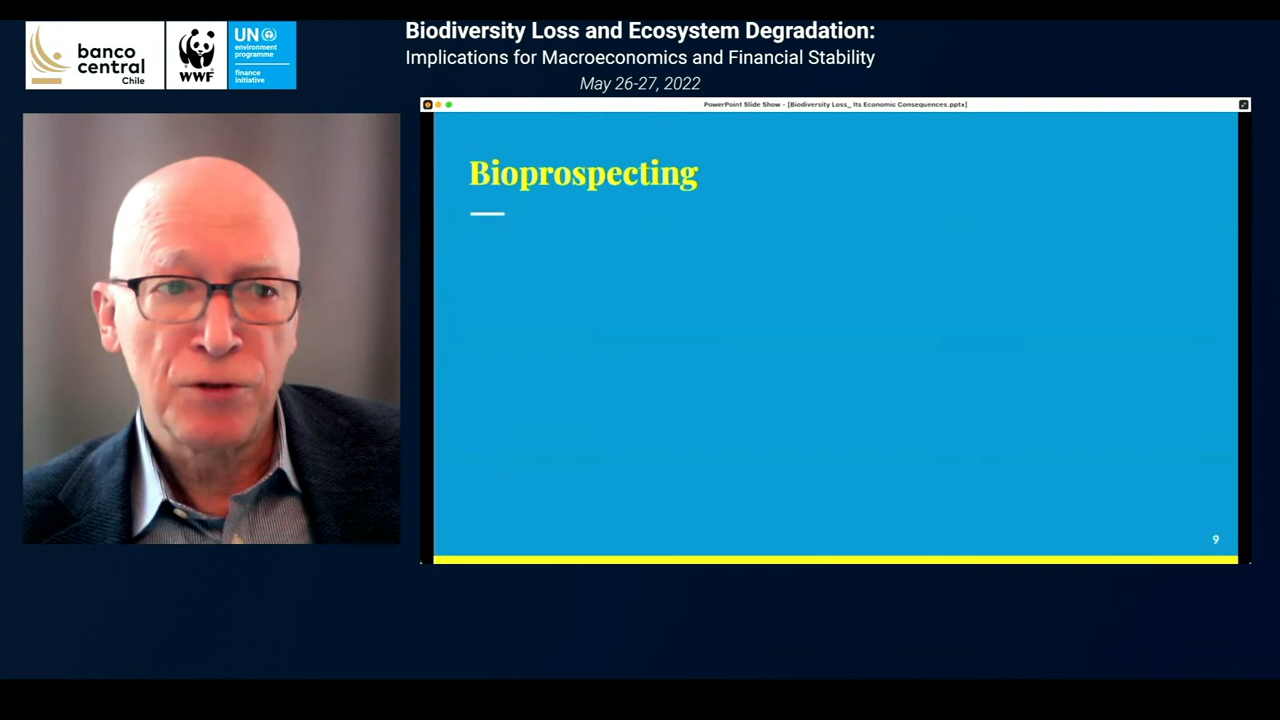 banco
central
Chile
WWF
UN
environment
programme
finance
initiative
Biodiversity Loss and Ecosystem Degradation:
Implications for Macroeconomics and Financial Stability
May 26-27, 2022
PowerPoint Slide Show - [Biodiversity Loss_ Its Economic Consequences.pptx]
Bioprospecting
9